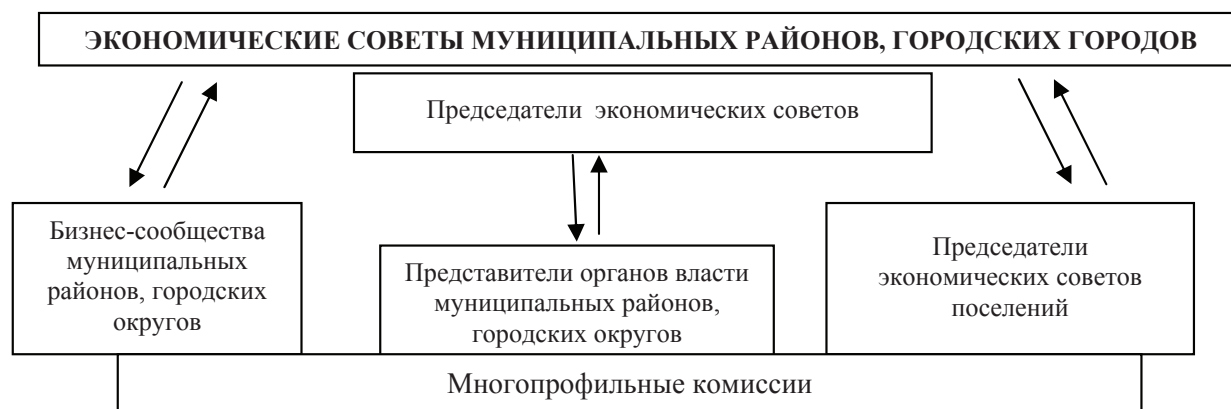 ЭКОНОМИЧЕСКИЕ СОВЕТЫ МУНИЦИПАЛЬНЫХ РАЙОНОВ, ГОРОДСКИХ ГОРОДОВ
Председатели экономических советов
Бизнес-сообщества
муниципальных
районов, городских
округов
Представители органов власти
муниципальных районов,
городских округов
Председатели
экономических советов
поселений
Многопрофильные комиссии